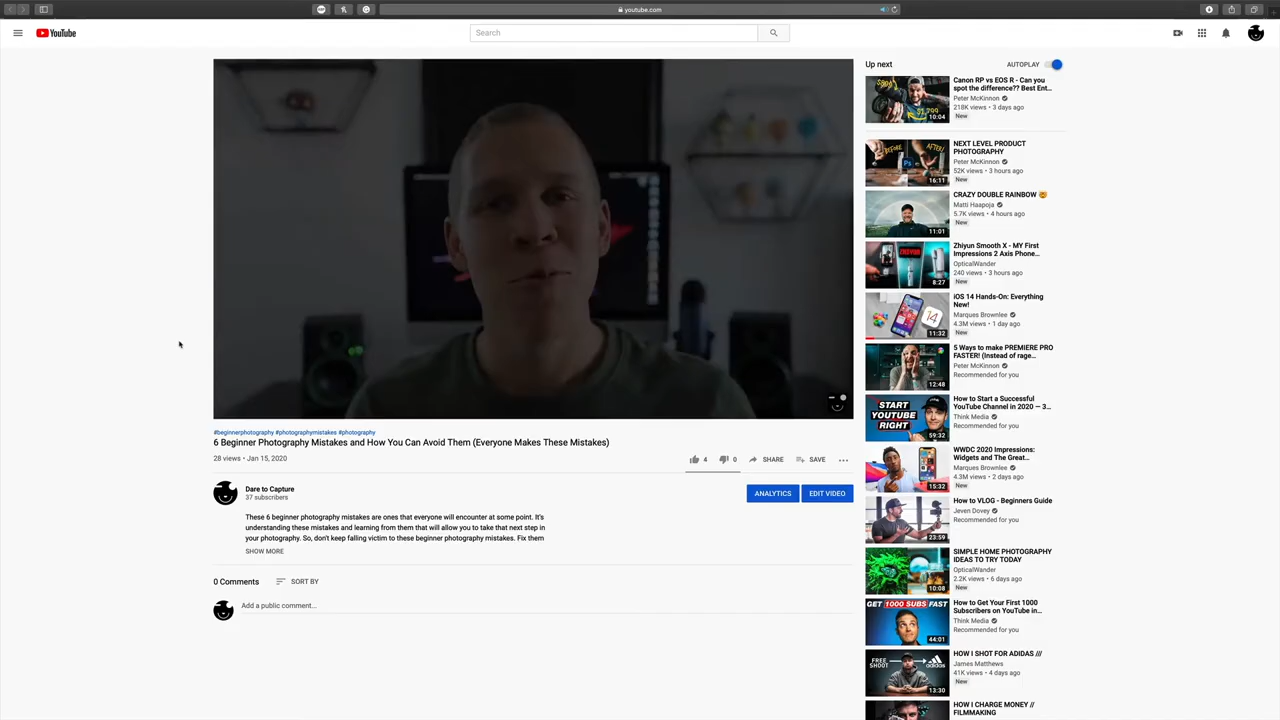 youtube.com
YouTube
Search
Up next
AUTOPLAY
$999
$1,799
10:04
Canon RP vs EOS R - Can you
spot the difference?? Best Ent...
Peter McKinnon
218K views • 3 days ago
New
BEFORE
AFTER!
Ps
16:11
NEXT LEVEL PRODUCT
PHOTOGRAPHY
Peter McKinnon
52K views • 3 hours ago
New
11:01
CRAZY DOUBLE RAINBOW 🤯
Matti Haapoja
5.7K views • 4 hours ago
New
8:27
Zhiyun Smooth X - MY First
Impressions 2 Axis Phone...
OpticalWander
240 views • 3 hours ago
New
14
11:32
iOS 14 Hands-On: Everything
New!
Marques Brownlee
4.3M views • 1 day ago
New
12:48
5 Ways to make PREMIERE PRO
FASTER! (Instead of rage...
Peter McKinnon
Recommended for you
START
YOUTUBE
RIGHT
59:32
How to Start a Successful
YouTube Channel in 2020 — 3...
Think Media
Recommended for you
15:32
WWDC 2020 Impressions:
Widgets and The Great...
Marques Brownlee
4.3M views • 2 days ago
New
23:59
How to VLOG - Beginners Guide
Jeven Dovey
Recommended for you
10:08
SIMPLE HOME PHOTOGRAPHY
IDEAS TO TRY TODAY
OpticalWander
2.2K views • 6 days ago
New
GET 1000 SUBS FAST
44:01
How to Get Your First 1000
Subscribers on YouTube in...
Think Media
Recommended for you
FREE
SHOOT
adidas
13:30
HOW I SHOT FOR ADIDAS ///
James Matthews
41K views • 4 days ago
New
HOW I CHARGE MONEY //
FILMMAKING
#beginnerphotography #photographymistakes #photography
6 Beginner Photography Mistakes and How You Can Avoid Them (Everyone Makes These Mistakes)
28 views • Jan 15, 2020
4
0
SHARE
SAVE
Dare to Capture
37 subscribers
ANALYTICS
EDIT VIDEO
These 6 beginner photography mistakes are ones that everyone will encounter at some point. It's
understanding these mistakes and learning from them that will allow you to take that next step in
your photography. So, don't keep falling victim to these beginner photography mistakes. Fix them
SHOW MORE
0 Comments
SORT BY
Add a public comment...